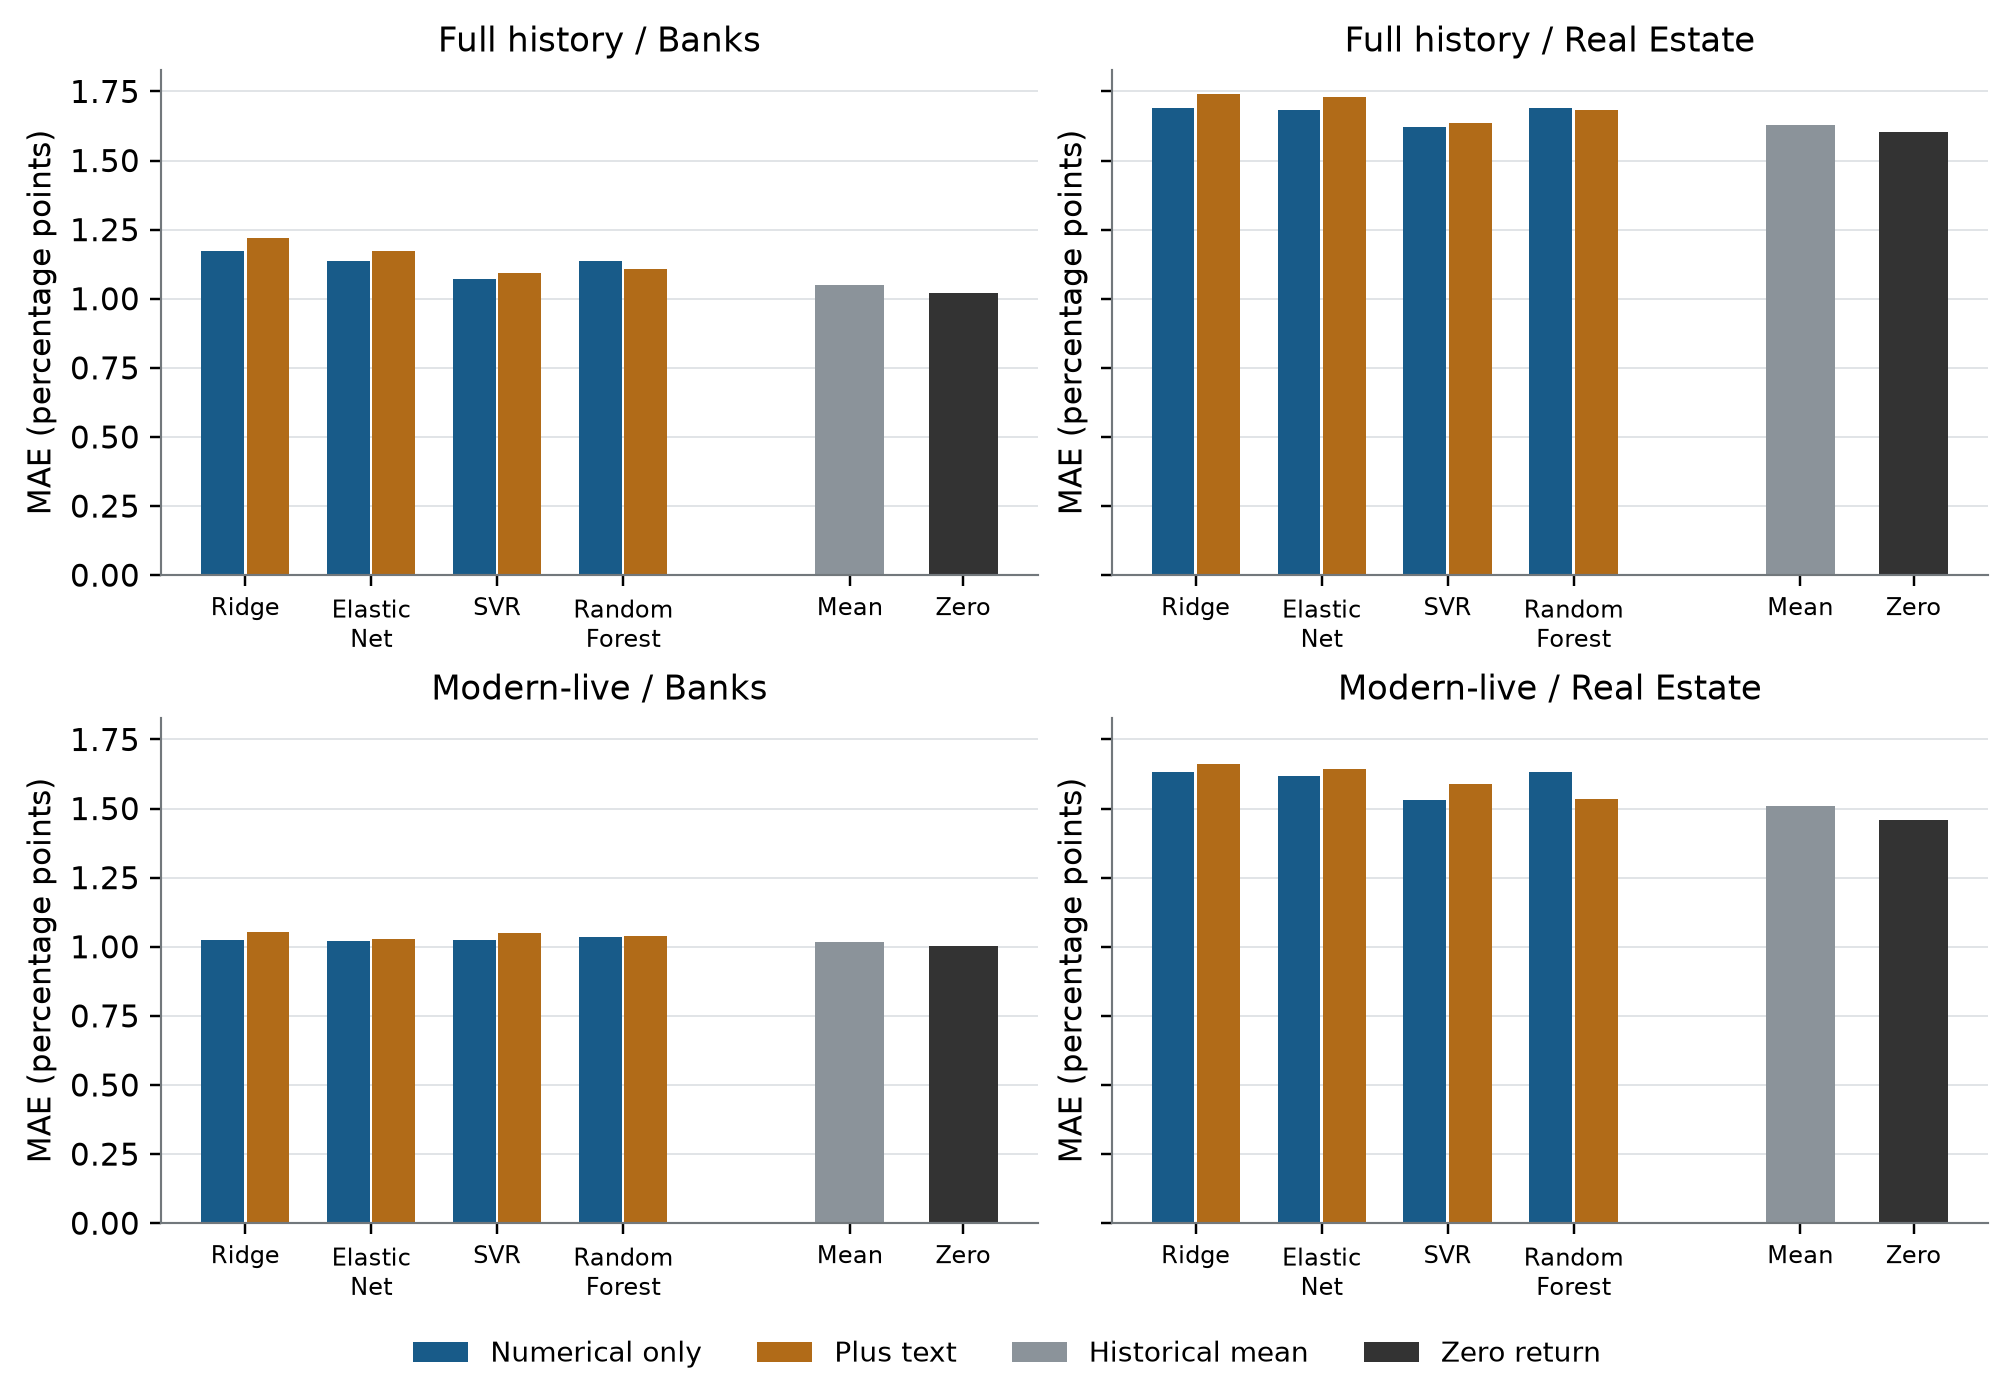 Full history / Banks
MAE (percentage points)
1.75
1.50
1.25
1.00
0.75
0.50
0.25
0.00
Ridge
Elastic
Net
SVR
Random
Forest
Mean
Zero
Full history / Real Estate
MAE (percentage points)
Ridge
Elastic
Net
SVR
Random
Forest
Mean
Zero
Modern-live / Banks
MAE (percentage points)
1.75
1.50
1.25
1.00
0.75
0.50
0.25
0.00
Ridge
Elastic
Net
SVR
Random
Forest
Mean
Zero
Modern-live / Real Estate
MAE (percentage points)
Ridge
Elastic
Net
SVR
Random
Forest
Mean
Zero
Numerical only
Plus text
Historical mean
Zero return